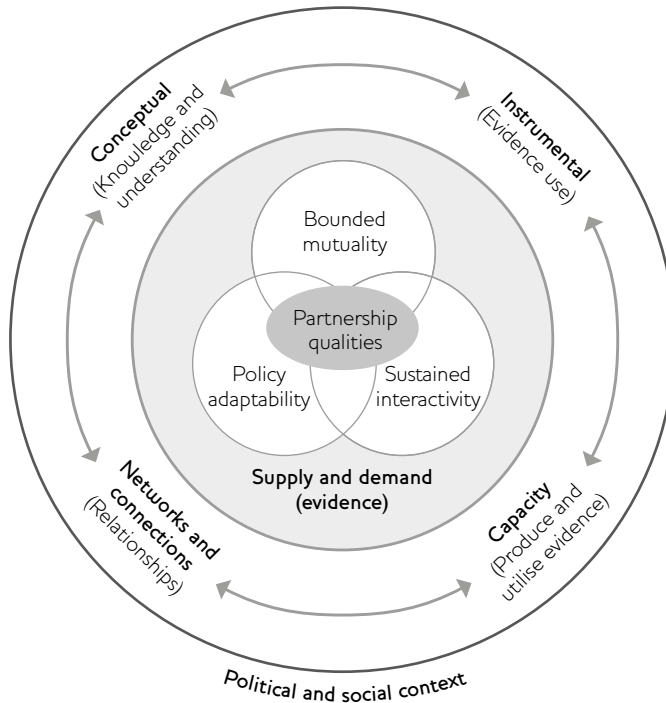 Conceptual
(Knowledge and
understanding)
Instrumental
(Evidence use)
Bounded
mutuality
Partnership
qualities
Policy
adaptability
Sustained
interactivity
Supply and demand
(evidence)
Networks and
connections
(Relationships)
Capacity
(Produce and
utilise evidence)
Political and social context